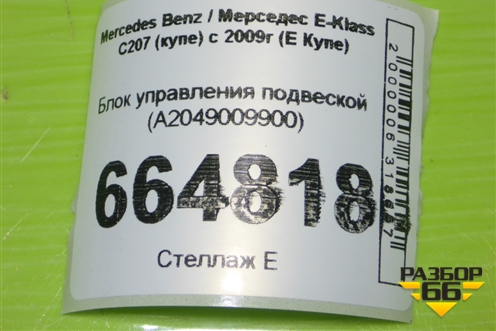 Mercedes Benz / Мерседес E-Klass
C207 (купе) с 2009г (Е Купе)
Блок управления подвеской
(A2049009900)
664818
Стеллаж Е
РАЗБОР
66